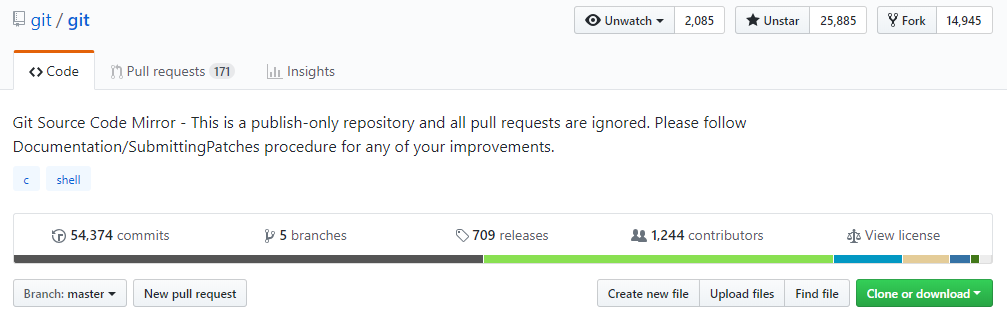 git / git Unwatch 2,085 Unstar 25,885 Fork 14,945
Code Pull requests 171 Insights
Git Source Code Mirror - This is a publish-only repository and all pull requests are ignored. Please follow
Documentation/SubmittingPatches procedure for any of your improvements.
c shell
54,374 commits 5 branches 709 releases 1,244 contributors View license
Branch: master New pull request Create new file Upload files Find file Clone or download